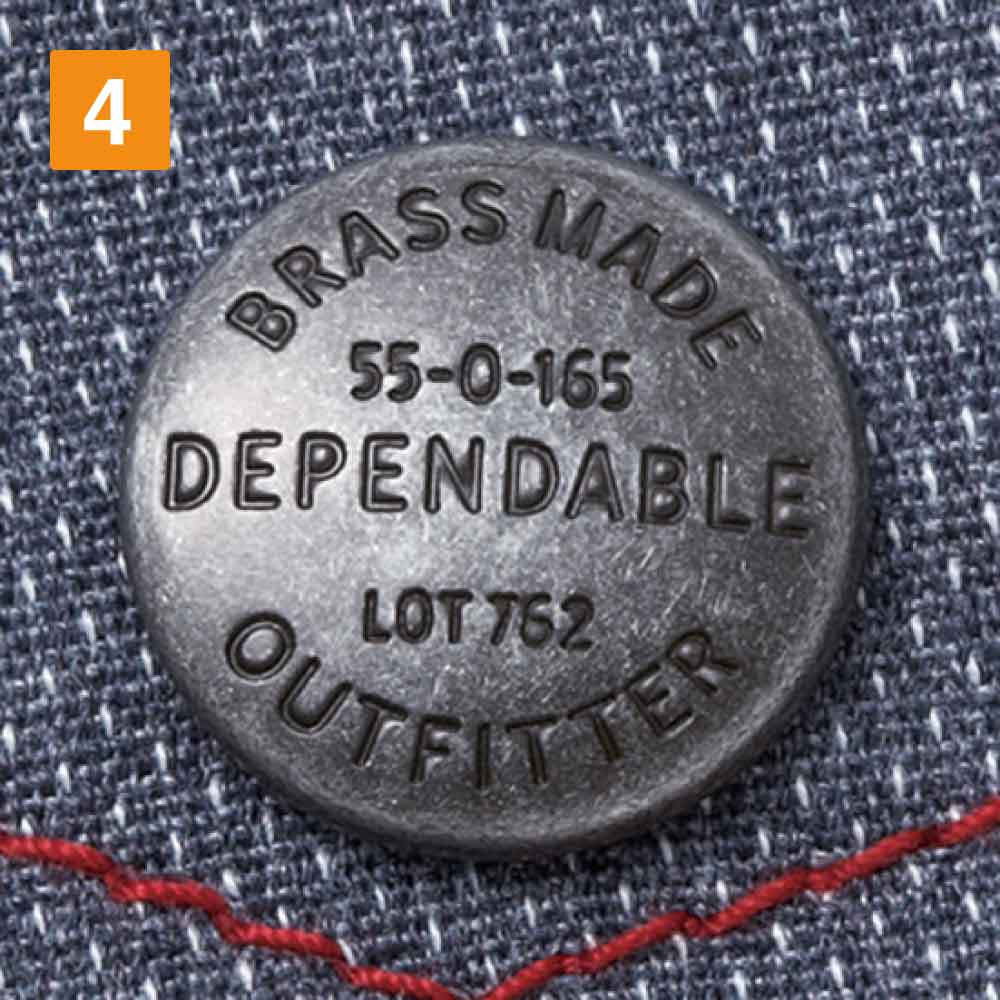 4
BRASS MADE
55-0-165
DEPENDABLE
LOT 762
OUTFITTER